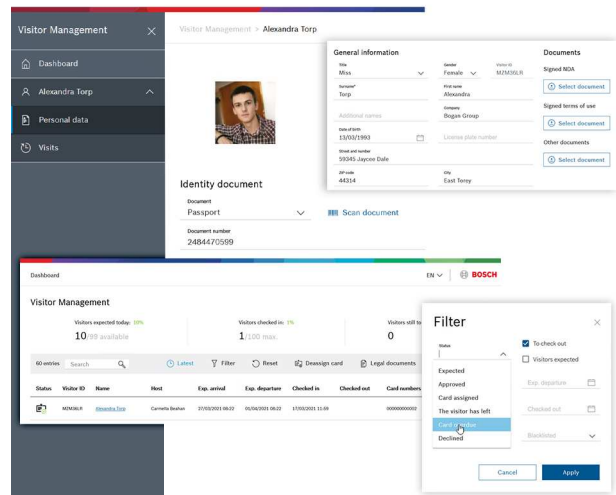 Visitor Management
Visitor Management > Alexandra Torp
Dashboard
Alexandra Torp
Personal data
Visits
Identity document
Document
Passport
Scan document
Document number
2484470599
General information
Title
Miss
Gender
Female
Visitor ID
MZM36LR
Surname*
Torp
First name
Alexandra
Additional names
Company
Bogan Group
Date of birth
13/03/1993
License plate number
Street and number
59345 Jaycee Dale
ZIP code
44314
City
East Torey
Documents
Signed NDA
Select document
Signed terms of use
Select document
Other documents
Select document
Dashboard
EN
BOSCH
Visitor Management
Visitors expected today: 10%
10/99 available
Visitors checked in: 1%
1/100 max.
Visitors still to
0
60 entries
Search
Latest
Filter
Reset
Deassign card
Legal documents
Status Visitor ID Name Host Exp. arrival Exp. departure Checked in Checked out Card numbers
MZM36LR Alexandra Torp Carmella Beahan 17/03/2021 08:22 01/04/2021 06:22 17/03/2021 11:59 000000000002
Filter
Status
To check out
Visitors expected
Expected
Approved
Card assigned
The visitor has left
Declined
Exp. departure
Checked out
Blacklisted
Cancel
Apply